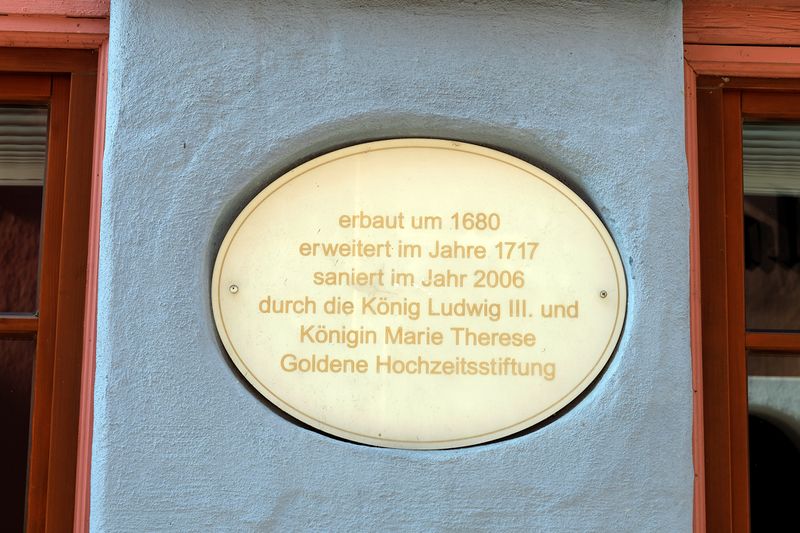 erbaut um 1680
erweitert im Jahre 1717
saniert im Jahr 2006
durch die König Ludwig III. und
Königin Marie Therese
Goldene Hochzeitsstiftung